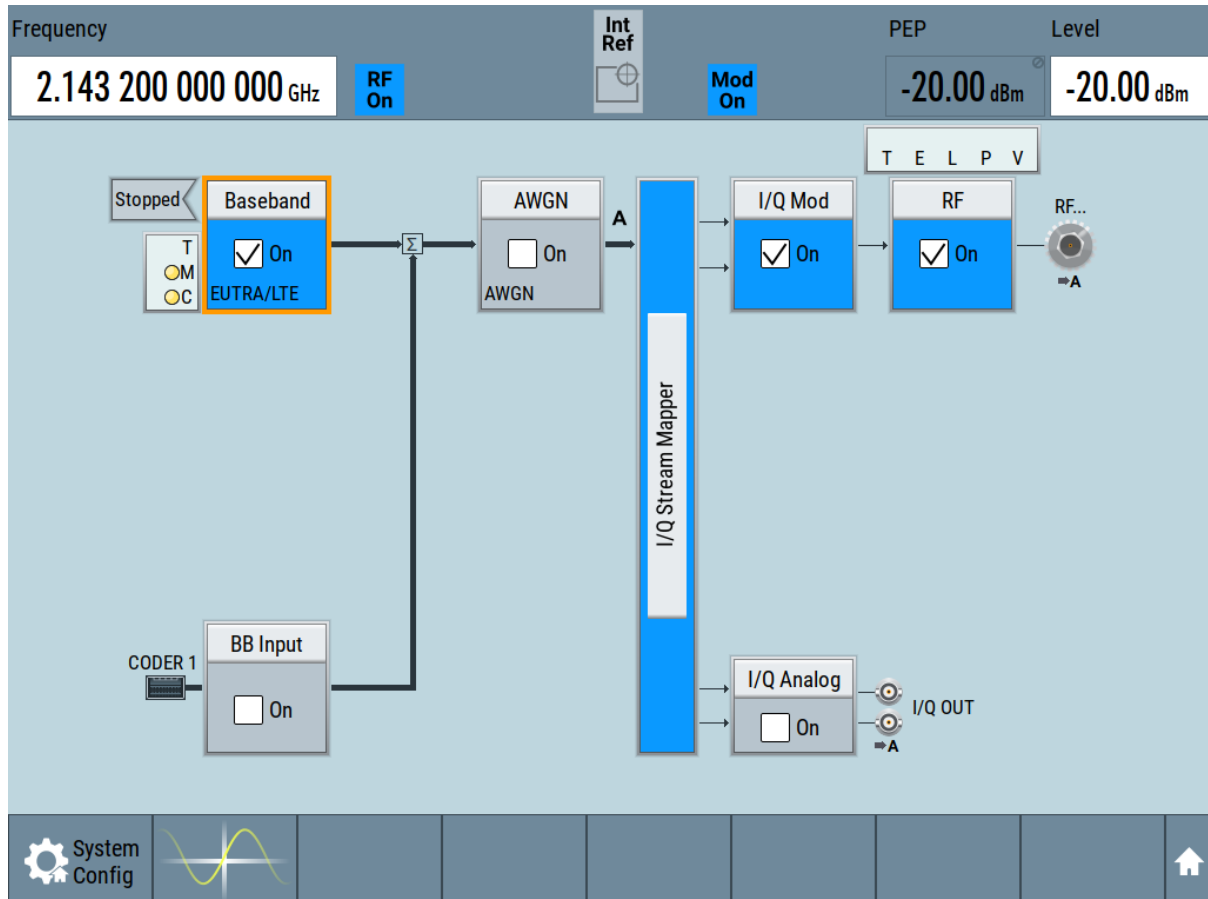 Frequency
Int
Ref
PEP
Level
2.143 200 000 000 GHz
RF
On
Mod
On
-20.00 dBm
-20.00 dBm
T E L P V
Stopped
Baseband
AWGN
A
I/Q Mod
RF
RF...
T
M
C
On
EUTRA/LTE
Σ
On
AWGN
On
On
A
I/Q Stream Mapper
CODER 1
BB Input
On
I/Q Analog
On
I/Q OUT
A
System
Config